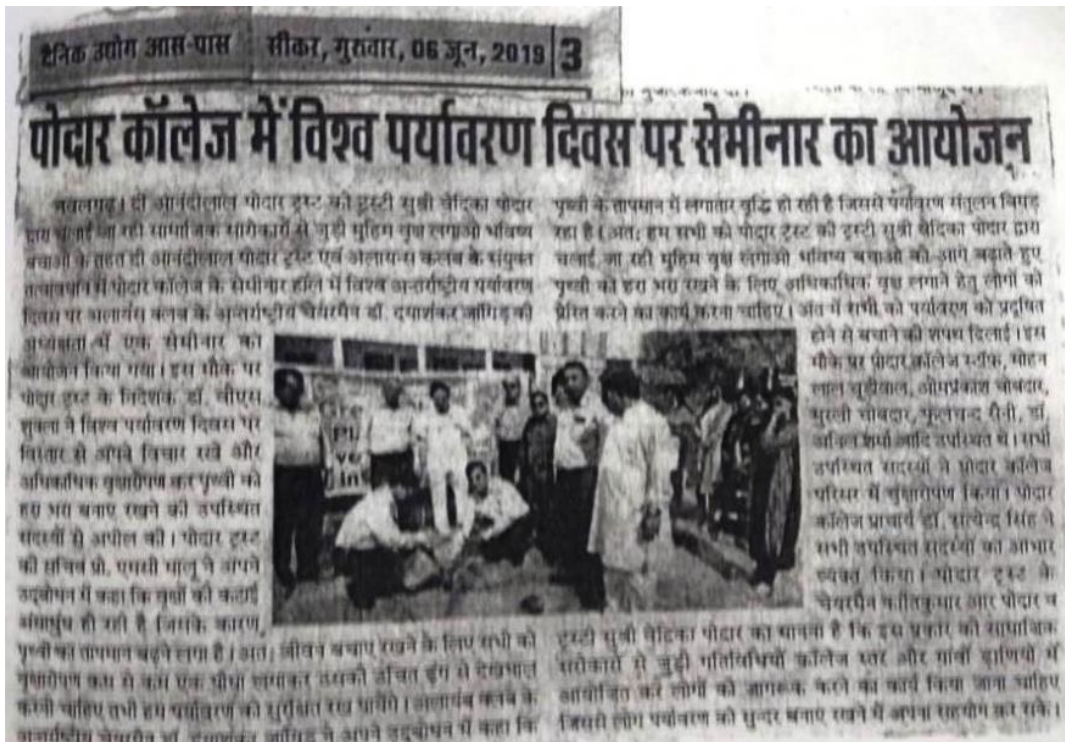 दैनिक उद्योग आस-पास सीकर, गुरुवार, 06 जून, 2019 3
पोदार कॉलेज में विश्व पर्यावरण दिवस पर सेमीनार का आयोजन
नवलगढ़। दी आनंदीलाल पोदार ट्रस्ट की ट्रस्टी सुश्री वेदिका पोदार
द्वारा चलाई जा रही सामाजिक सरोकारों से जुड़ी मुहिम वृक्ष लगाओ भविष्य
बचाओ के तहत दी आनंदीलाल पोदार ट्रस्ट एवं अलायन्स क्लब के संयुक्त
तत्वावधान में पोदार कॉलेज के सेमीनार हॉल में विश्व अन्तर्राष्ट्रीय पर्यावरण
दिवस पर अलायंस क्लब के अन्तर्राष्ट्रीय चेयरमैन डॉ. दयाशंकर जांगिड़ की
अध्यक्षता में एक सेमीनार का
आयोजन किया गया। इस मौके पर
पोदार ट्रस्ट के निदेशक डॉ. वीएस
शुक्ला ने विश्व पर्यावरण दिवस पर
विस्तार से अपने विचार रखे और
अधिकाधिक वृक्षारोपण कर पृथ्वी को
हरा भरा बनाए रखने की उपस्थित
सदस्यों से अपील की। पोदार ट्रस्ट
की सचिव प्रो. एमसी मालू ने अपने
उद्बोधन में कहा कि वृक्षों की कटाई
अंधाधुंध हो रही है जिसके कारण
पृथ्वी का तापमान बढ़ने लगा है। अतः जीवन बचाए रखने के लिए सभी को
वृक्षारोपण कम से कम एक पौधा लगाकर उसकी उचित ढंग से देखभाल
करनी चाहिए तभी हम पर्यावरण को सुरक्षित रख पायेंगे। अलायंस क्लब के
अन्तर्राष्ट्रीय चेयरमैन डॉ. दयाशंकर जांगिड़ ने अपने उद्बोधन में कहा कि
पृथ्वी के तापमान में लगातार वृद्धि हो रही है जिससे पर्यावरण संतुलन बिगड़
रहा है। अतः हम सभी को पोदार ट्रस्ट की ट्रस्टी सुश्री वेदिका पोदार द्वारा
चलाई जा रही मुहिम वृक्ष लगाओ भविष्य बचाओ को आगे बढ़ाते हुए
पृथ्वी को हरा भरा रखने के लिए अधिकाधिक वृक्ष लगाने हेतु लोगों को
प्रेरित करने का कार्य करना चाहिए। अंत में सभी को पर्यावरण को प्रदूषित
होने से बचाने की शपथ दिलाई। इस
मौके पर पोदार कॉलेज स्टॉफ, मोहन
लाल चूड़ीवाल, ओमप्रकाश चोबदार,
मुरली चोबदार, फूलचन्द सैनी, डॉ.
अनिल शर्मा आदि उपस्थित थे। सभी
उपस्थित सदस्यों ने पोदार कॉलेज
परिसर में वृक्षारोपण किया। पोदार
कॉलेज प्राचार्य डॉ. सत्येन्द्र सिंह ने
सभी उपस्थित सदस्यों का आभार
व्यक्त किया। पोदार ट्रस्ट के
चेयरमैन कांतिकुमार आर पोदार व
ट्रस्टी सुश्री वेदिका पोदार का मानना है कि इस प्रकार की सामाजिक
सरोकारों से जुड़ी गतिविधियाँ कॉलेज स्तर और गांवों ढाणियों में
आयोजित कर लोगों को जागरूक करने का कार्य किया जाना चाहिए
जिससे लोग पर्यावरण को सुन्दर बनाए रखने में अपना सहयोग कर सके।